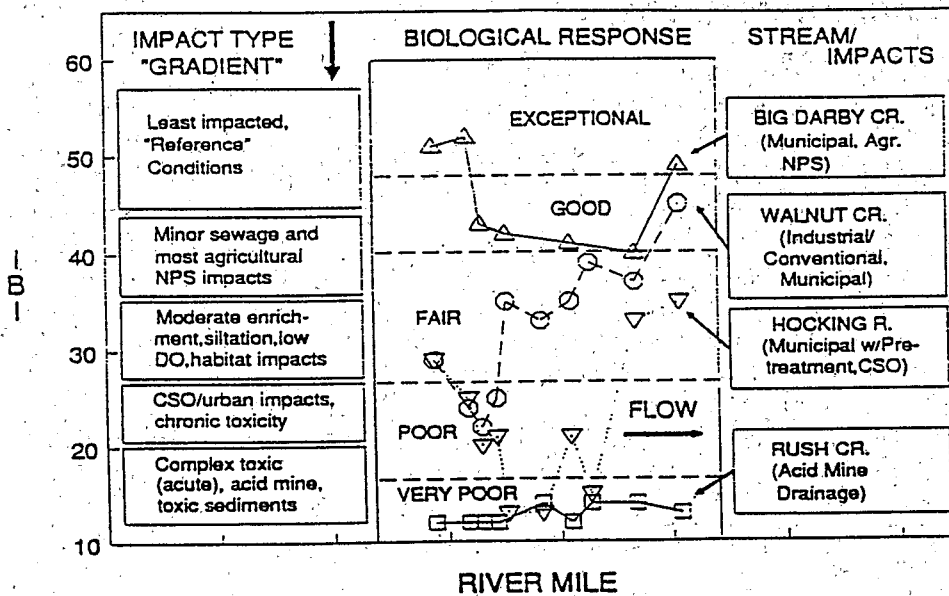 IMPACT TYPE
"GRADIENT"
BIOLOGICAL RESPONSE
STREAM/
IMPACTS
60
50
40
30
20
10
I
B
I
Least impacted,
"Reference"
Conditions
Minor sewage and
most agricultural
NPS impacts
Moderate enrich-
ment,siltation,low
DO,habitat impacts
CSO/urban impacts,
chronic toxicity
Complex toxic
(acute), acid mine,
toxic sediments
EXCEPTIONAL
GOOD
FAIR
POOR
VERY POOR
FLOW
BIG DARBY CR.
(Municipal, Agr.
NPS)
WALNUT CR.
(Industrial/
Conventional,
Municipal)
HOCKING R.
(Municipal w/Pre-
treatment,CSO)
RUSH CR.
(Acid Mine
Drainage)
RIVER MILE